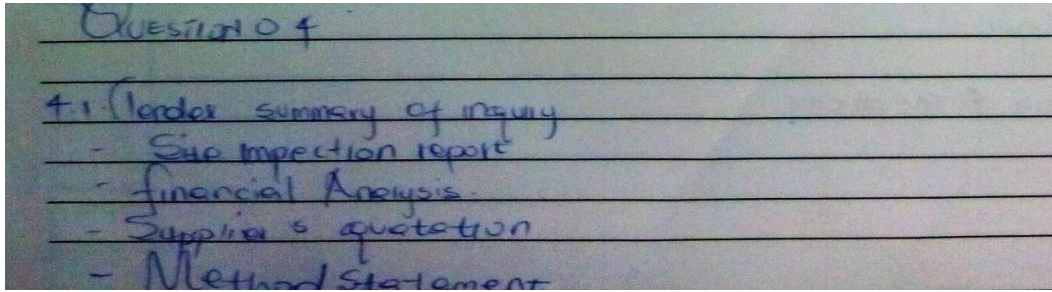 QUESTION 04
4.1 Tender summary of inquiry
- Site inspection report
- financial Analysis.
- Supplier s quotation
- Method Statement